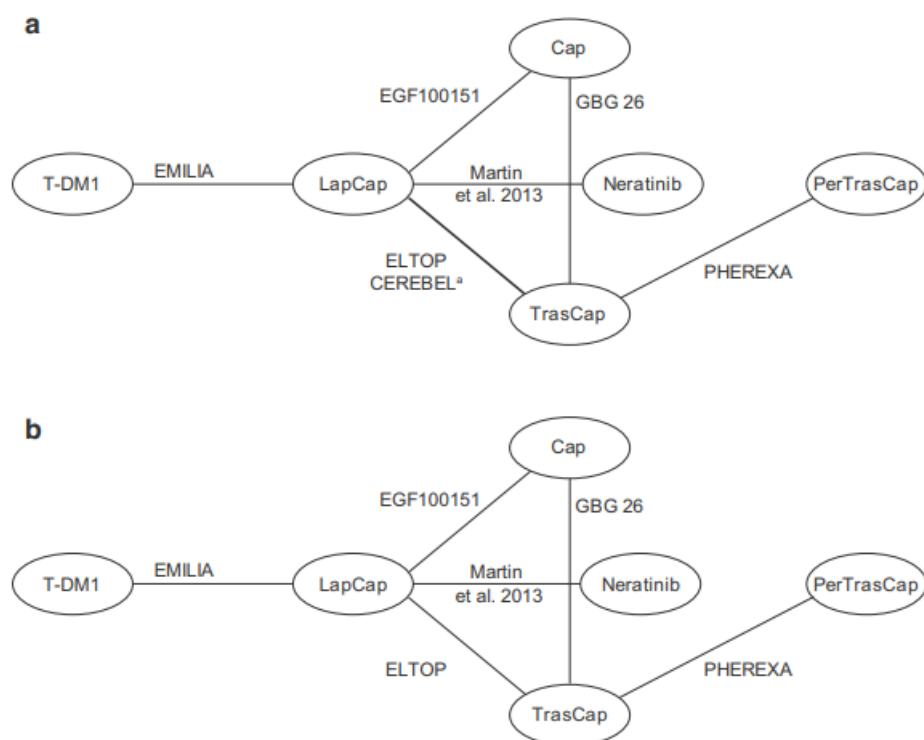 a
Cap
EGF100151
GBG 26
T-DM1
EMILIA
LapCap
Martin
et al. 2013
Neratinib
PerTrasCap
ELTOP
CEREBELᵃ
PHEREXA
TrasCap
b
Cap
EGF100151
GBG 26
T-DM1
EMILIA
LapCap
Martin
et al. 2013
Neratinib
PerTrasCap
ELTOP
PHEREXA
TrasCap